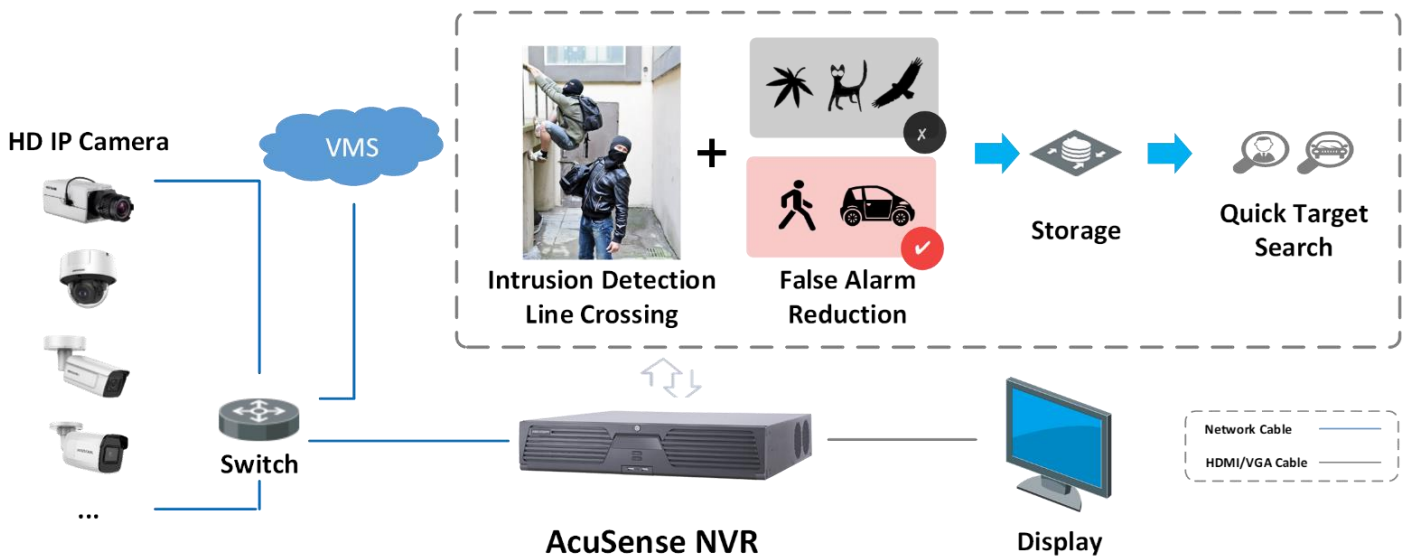 HD IP Camera
VMS
...
Switch
AcuSense NVR
Display
Intrusion Detection
Line Crossing
+
False Alarm
Reduction
Storage
Quick Target
Search
Network Cable
HDMI/VGA Cable